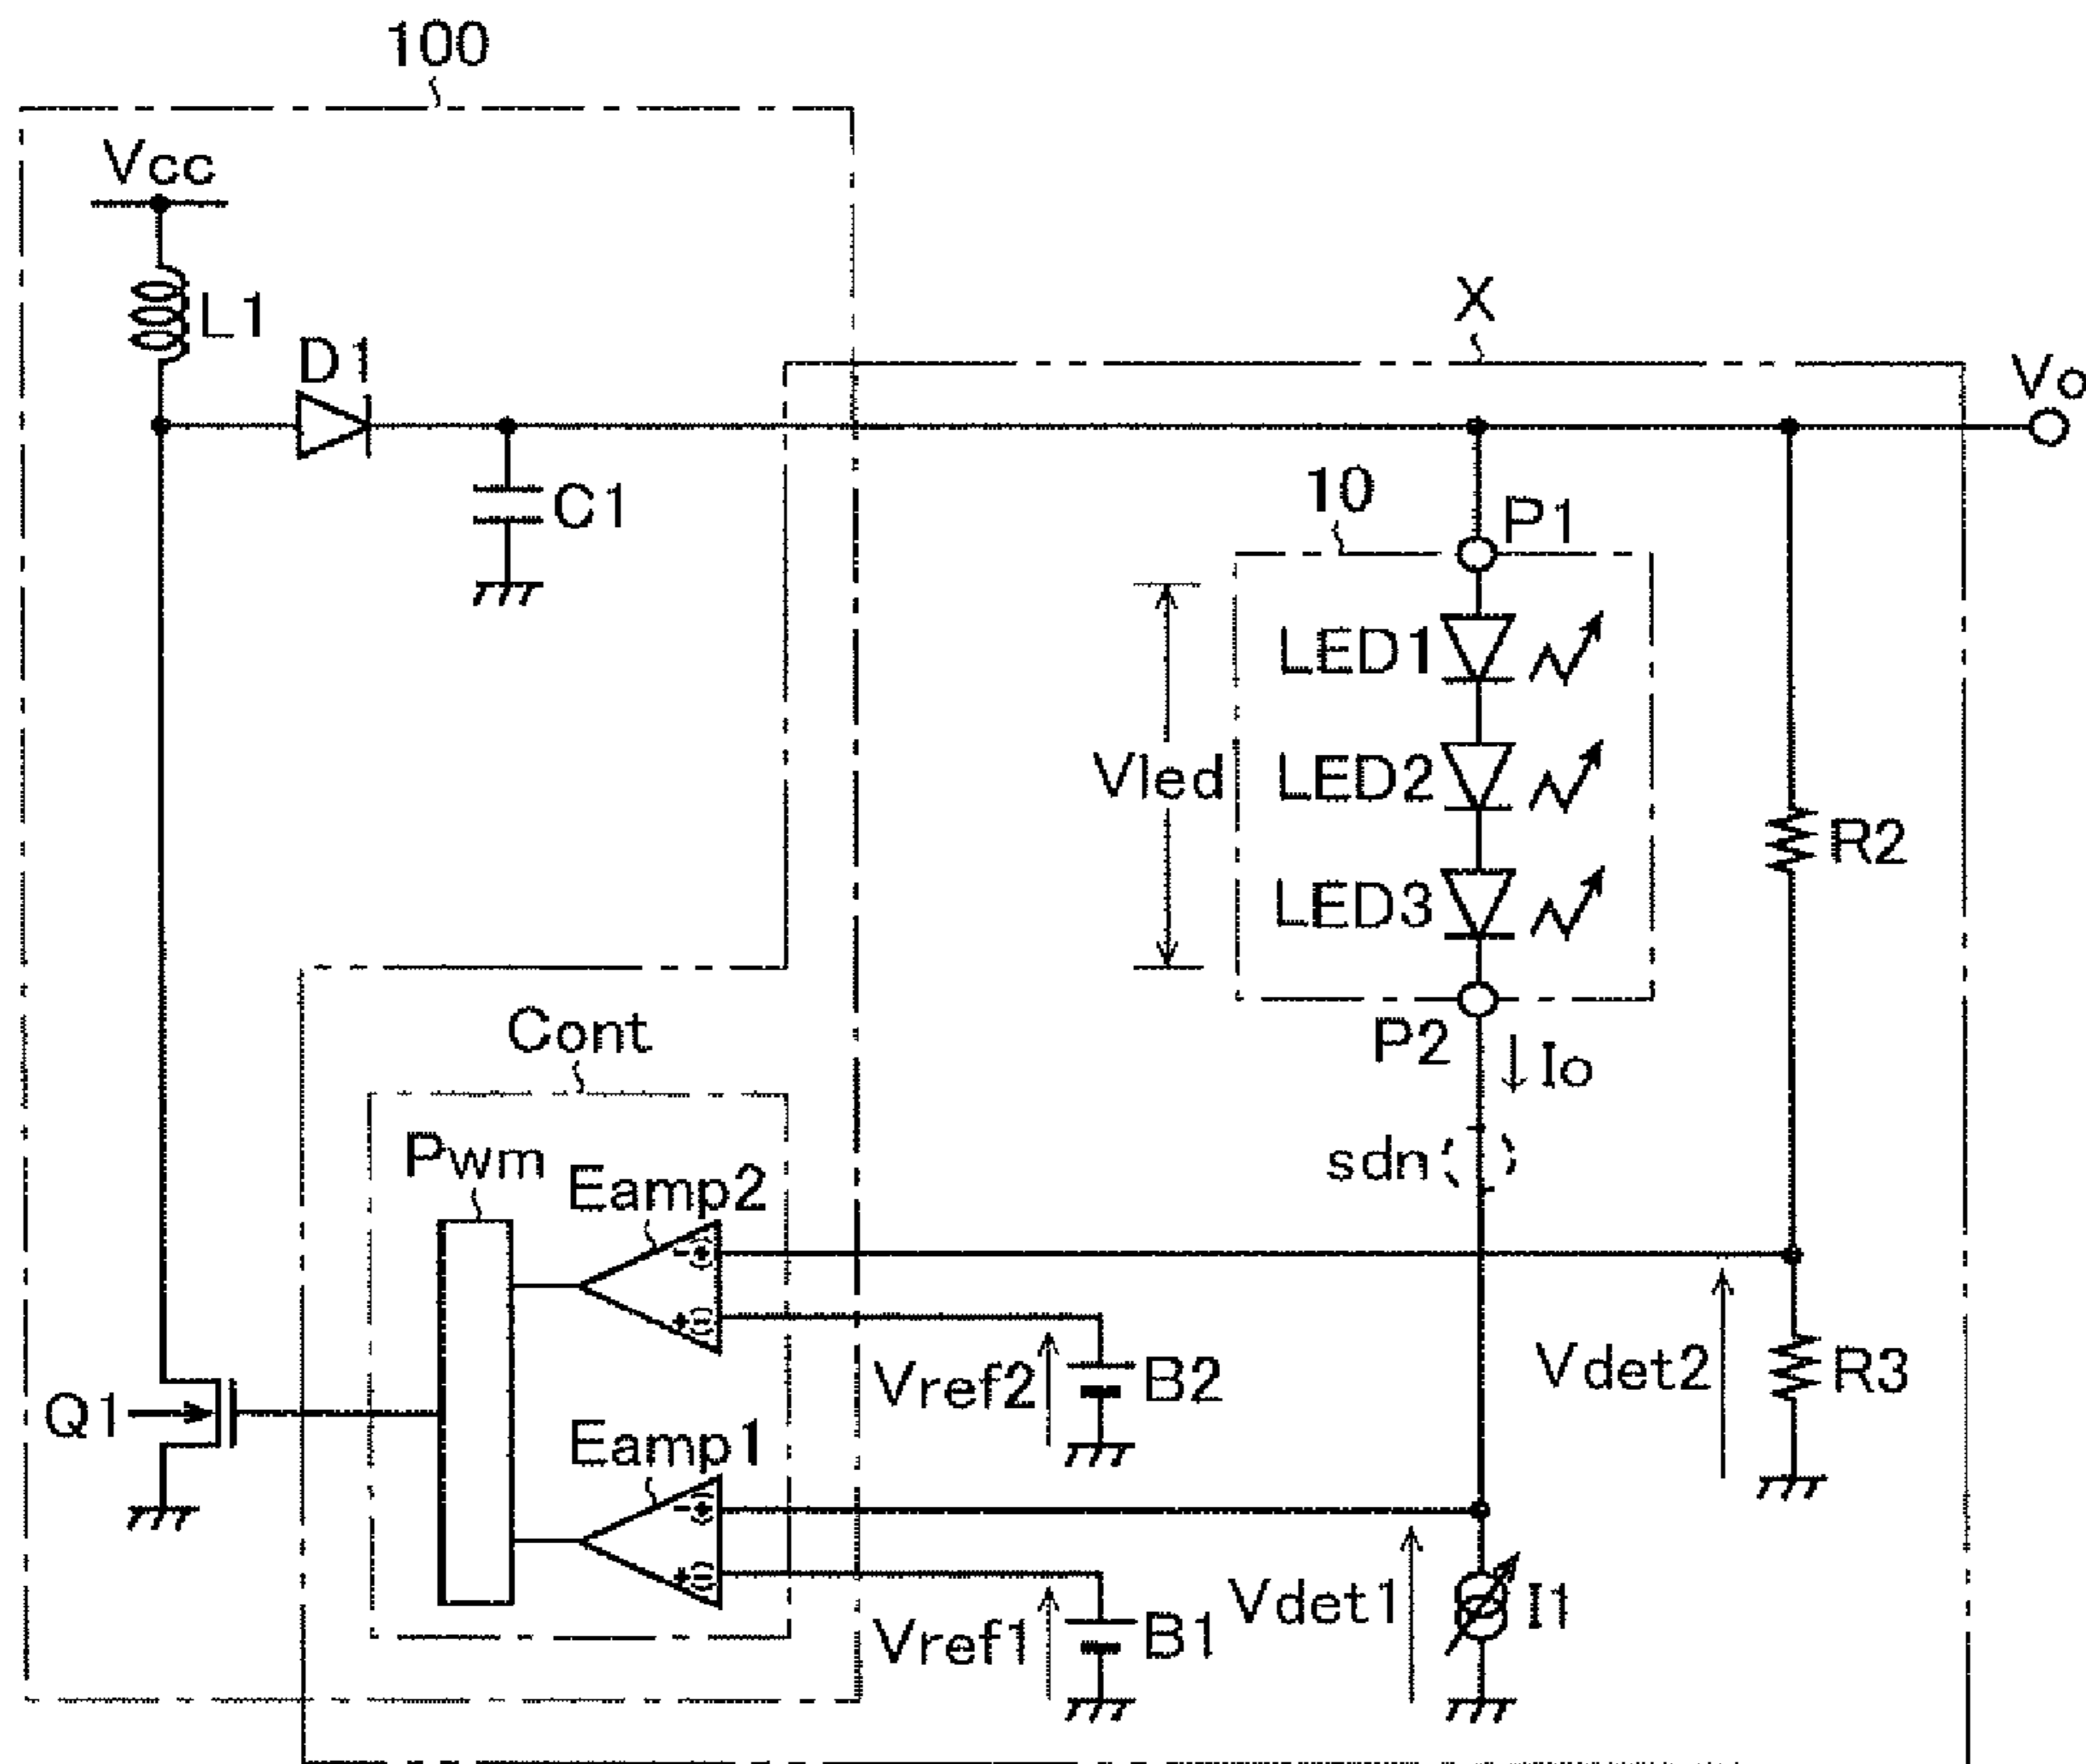 100
Vcc
L1
D1
X
Vo
C1
10
P1
LED1
Vled
LED2
R2
LED3
Cont
P2
Io
Pwm
sdn
Eamp2
- (+)
+ (-)
Vref2
B2
Vdet2
R3
Q1
Eamp1
- (+)
+ (-)
Vref1
B1
Vdet1
I1